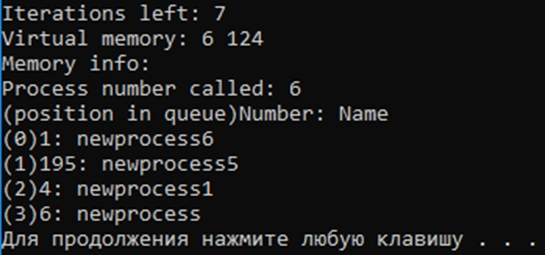 Iterations left: 7
Virtual memory: 6 124
Memory info:
Process number called: 6
(position in queue)Number: Name
(0)1: newprocess6
(1)195: newprocess5
(2)4: newprocess1
(3)6: newprocess
Для продолжения нажмите любую клавишу . . .